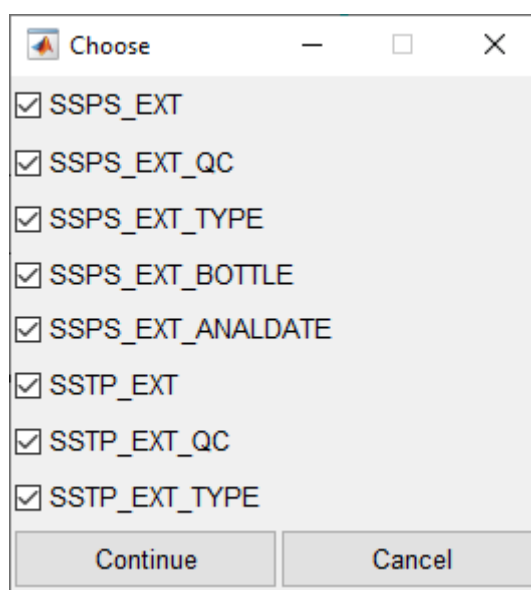 Choose
SSPS_EXT
SSPS_EXT_QC
SSPS_EXT_TYPE
SSPS_EXT_BOTTLE
SSPS_EXT_ANALDATE
SSTP_EXT
SSTP_EXT_QC
SSTP_EXT_TYPE
Continue Cancel